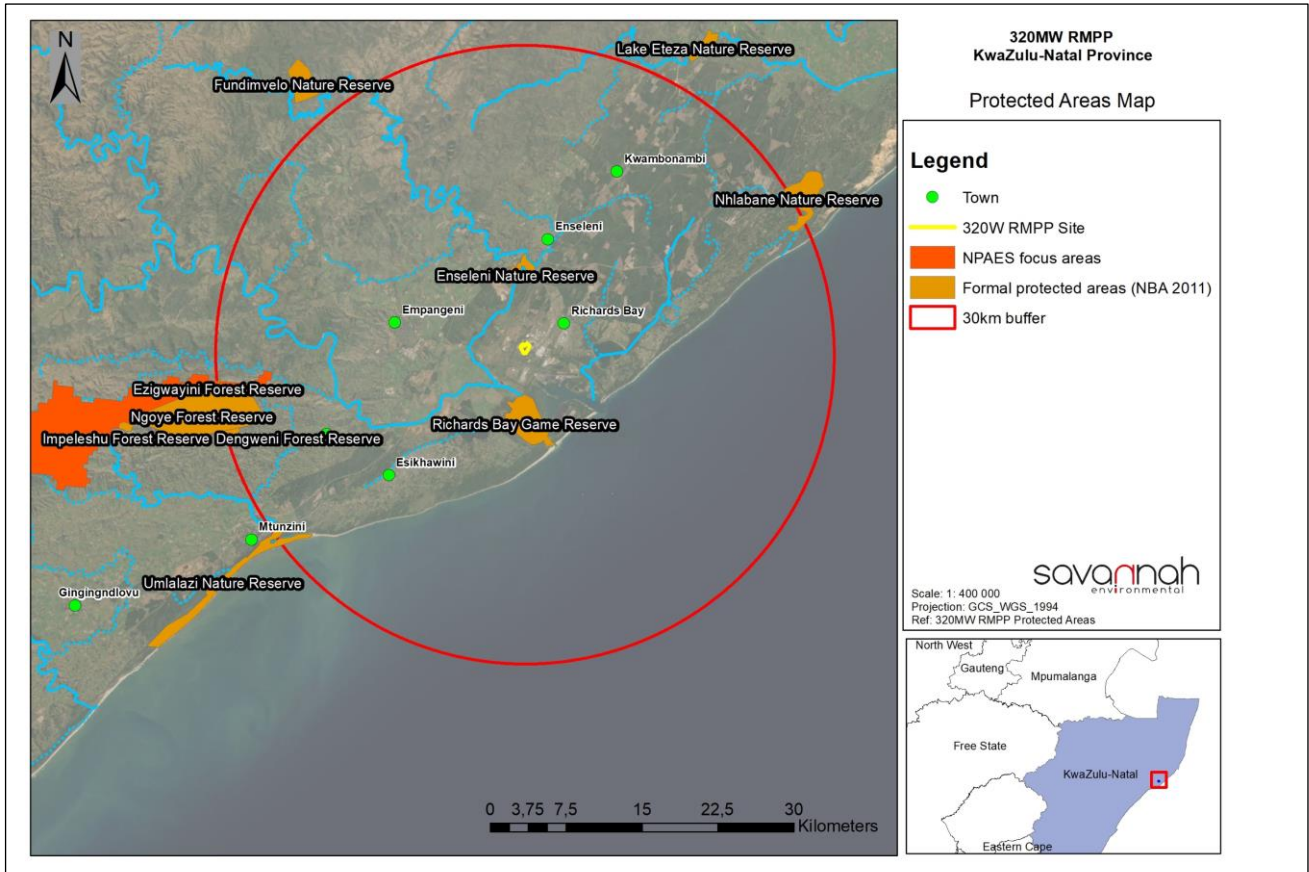 N
Lake Eteza Nature Reserve
Fundimvelo Nature Reserve
Kwambonambi
Nhlabane Nature Reserve
Enseleni
Enseleni Nature Reserve
Empangeni
Richards Bay
Ezigwayini Forest Reserve
Ngoye Forest Reserve
Impeleshu Forest Reserve Dengweni Forest Reserve
Richards Bay Game Reserve
Esikhawini
Mtunzini
Umlalazi Nature Reserve
Gingingndlovu
0 3,75 7,5 15 22,5 30
Kilometers
320MW RMPP
KwaZulu-Natal Province
Protected Areas Map
Legend
Town
320W RMPP Site
NPAES focus areas
Formal protected areas (NBA 2011)
30km buffer
savannah
environmental
Scale: 1: 400 000
Projection: GCS_WGS_1994
Ref: 320MW RMPP Protected Areas
North West
Gauteng
Mpumalanga
Free State
KwaZulu-Natal
Eastern Cape